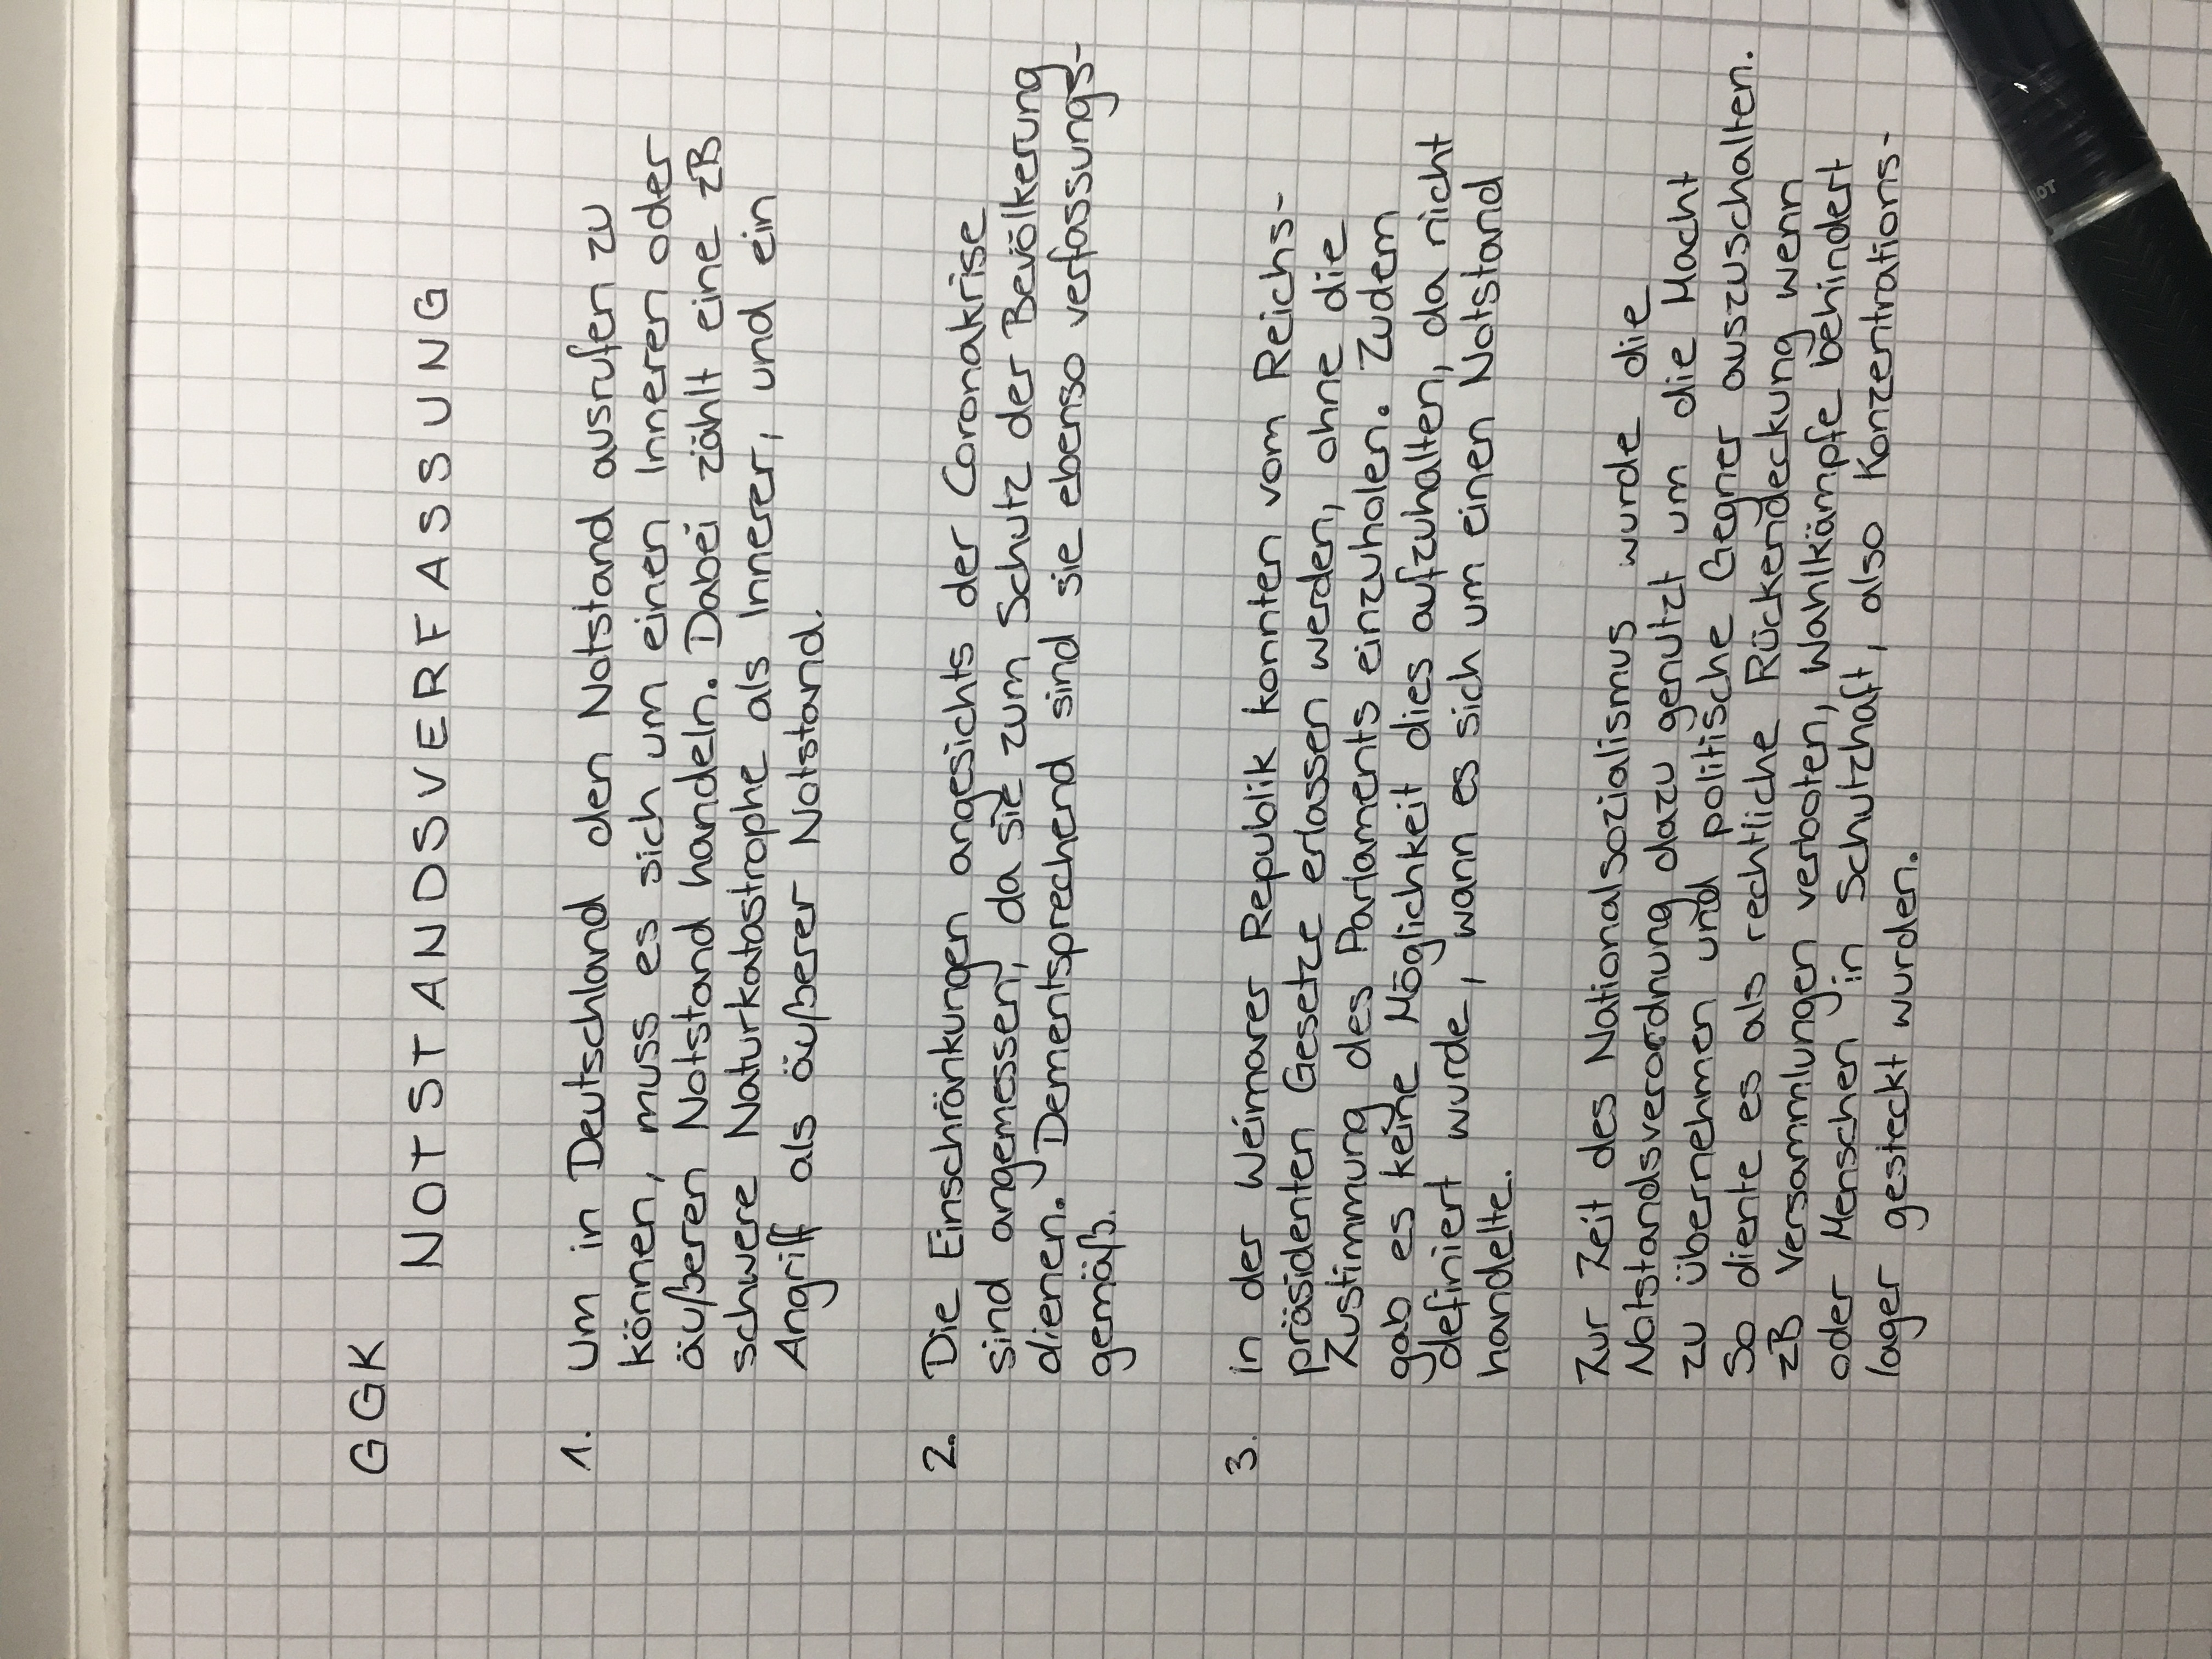 GGK
NOTSTANDSVERFASSUNG
1. Um in Deutschland den Notstand ausrufen zu
können, muss es sich um einen Inneren oder
äußeren Notstand handeln. Dabei zählt eine zB
schwere Naturkatastrophe als Innerer, und ein
Angriff als äußerer Notstand.
2. Die Einschränkungen angesichts der Coronakrise
sind angemessen, da sie zum Schutz der Bevölkerung
dienen. Dementsprechend sind sie ebenso verfassungs-
gemäß.
3. In der Weimarer Republik konnten vom Reichs-
präsidenten Gesetze erlassen werden, ohne die
Zustimmung des Parlaments einzuholen. Zudem
gab es keine Möglichkeit dies aufzuhalten, da nicht
definiert wurde, wann es sich um einen Notstand
handelte.
Zur Zeit des Nationalsozialismus wurde die
Notstandsverordnung dazu genutzt um die Macht
zu übernehmen und politische Gegner auszuschalten.
So diente es als rechtliche Rückendeckung wenn
zB Versammlungen verboten, Wahlkämpfe behindert
oder Menschen in Schutzhaft, also Konzentrations-
lager gesteckt wurden.